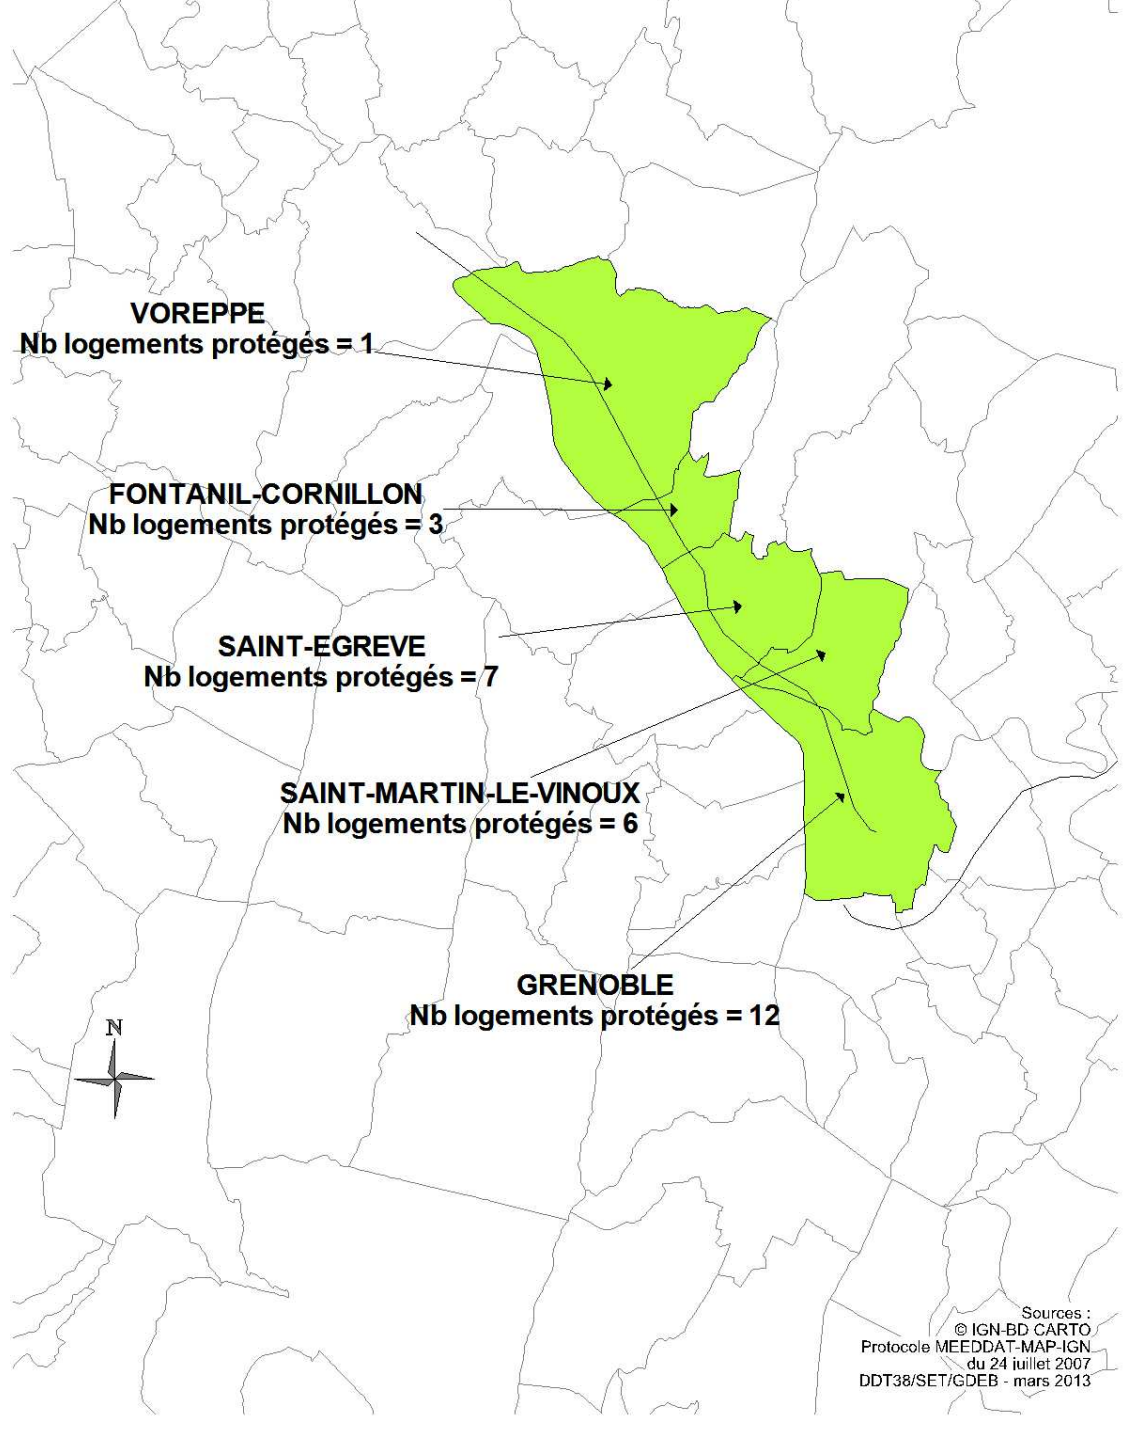 VOREPPE
Nb logements protégés = 1
FONTANIL-CORNILLON
Nb logements protégés = 3
SAINT-EGREVE
Nb logements protégés = 7
SAINT-MARTIN-LE-VINOUX
Nb logements protégés = 6
GRENOBLE
Nb logements protégés = 12
N
Sources :
© IGN-BD CARTO
Protocole MEEDDAT-MAP-IGN
du 24 juillet 2007
DDT38/SET/GDEB - mars 2013